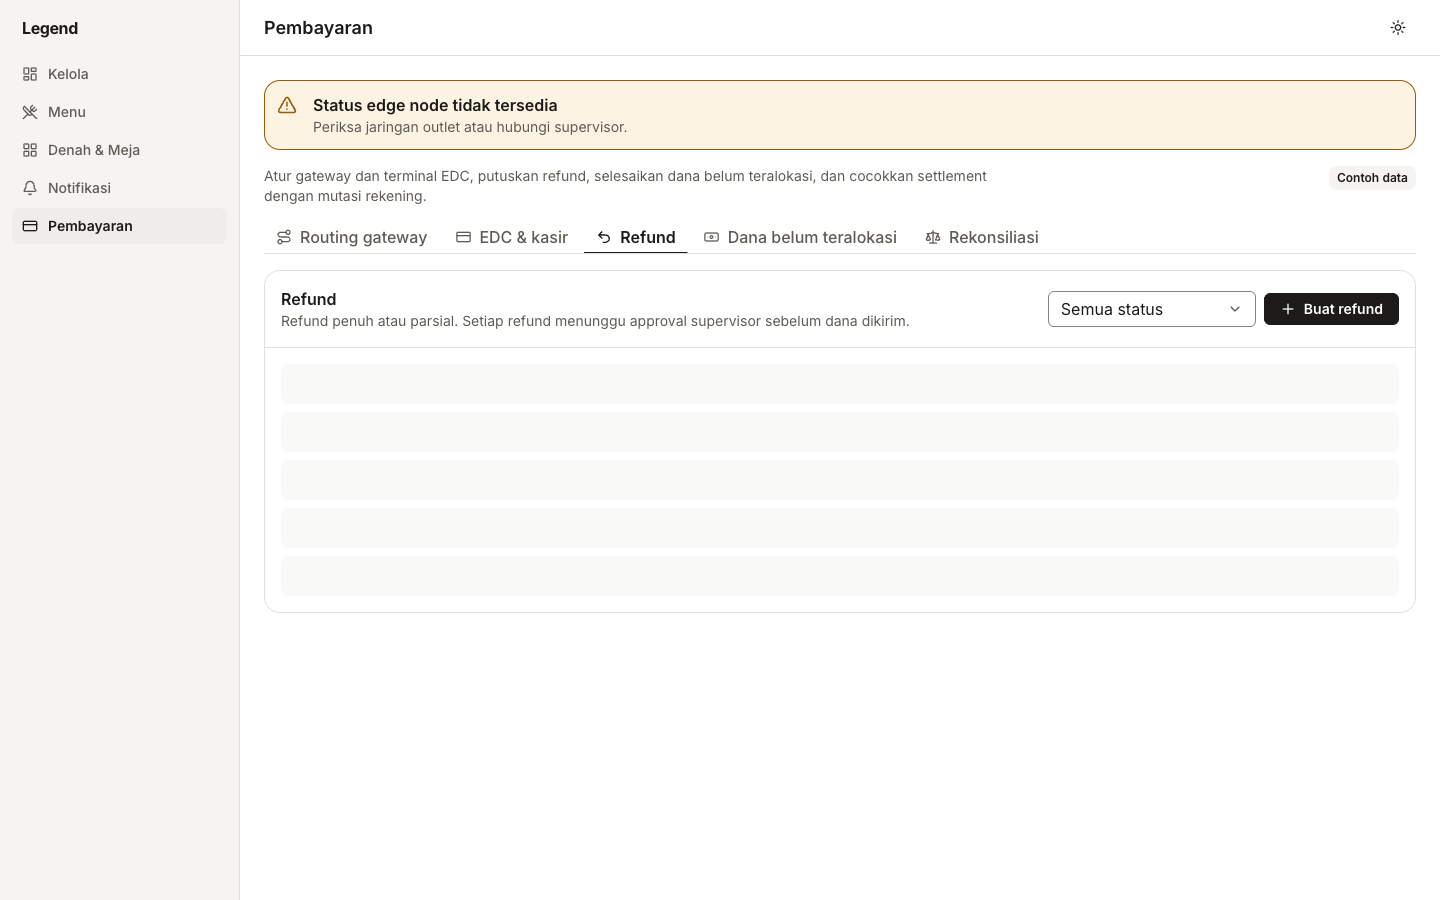 Legend
Kelola
Menu
Denah & Meja
Notifikasi
Pembayaran
Pembayaran
Status edge node tidak tersedia
Periksa jaringan outlet atau hubungi supervisor.
Atur gateway dan terminal EDC, putuskan refund, selesaikan dana belum teralokasi, dan cocokkan settlement
dengan mutasi rekening.
Contoh data
Routing gateway
EDC & kasir
Refund
Dana belum teralokasi
Rekonsiliasi
Refund
Refund penuh atau parsial. Setiap refund menunggu approval supervisor sebelum dana dikirim.
Semua status
Buat refund